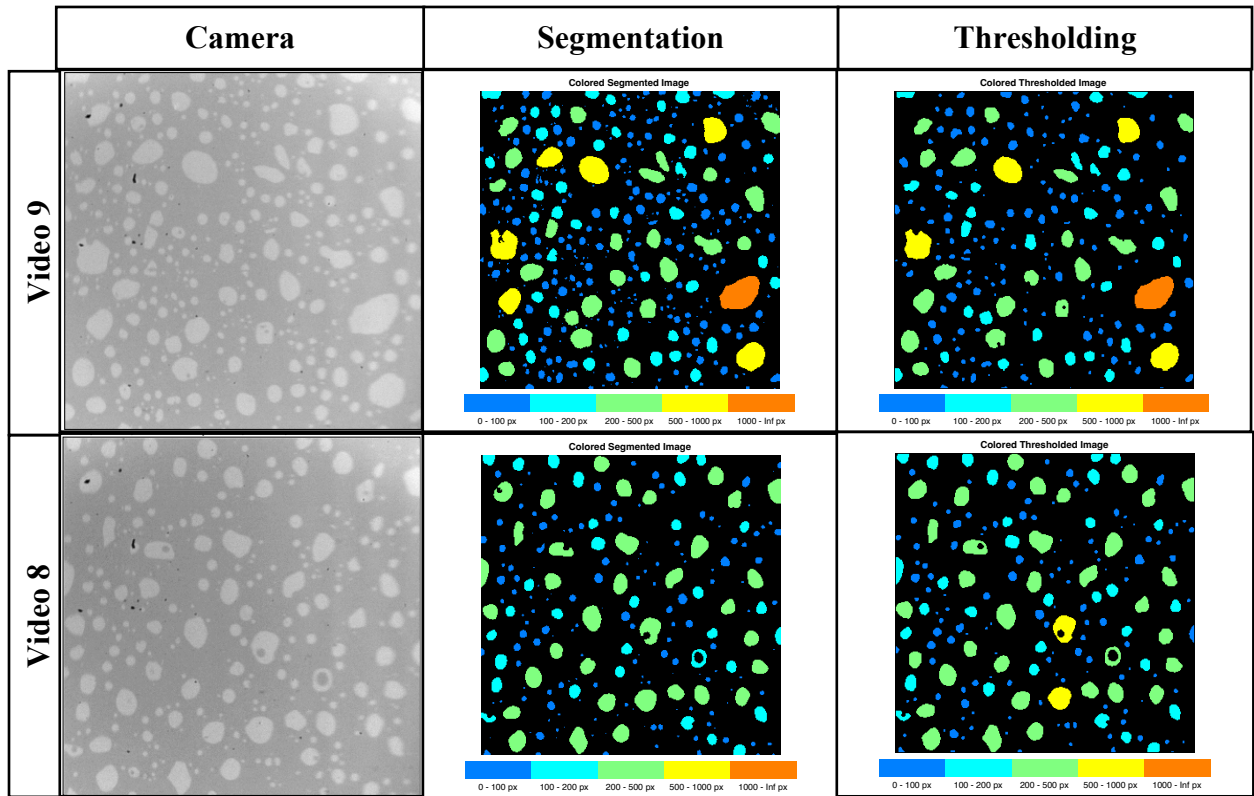 Camera Segmentation Thresholding
Video 9
Colored Segmented Image Colored Thresholded Image
0 - 100 px 100 - 200 px 200 - 500 px 500 - 1000 px 1000 - Inf px 0 - 100 px 100 - 200 px 200 - 500 px 500 - 1000 px 1000 - Inf px
Video 8
Colored Segmented Image Colored Thresholded Image
0 - 100 px 100 - 200 px 200 - 500 px 500 - 1000 px 1000 - Inf px 0 - 100 px 100 - 200 px 200 - 500 px 500 - 1000 px 1000 - Inf px